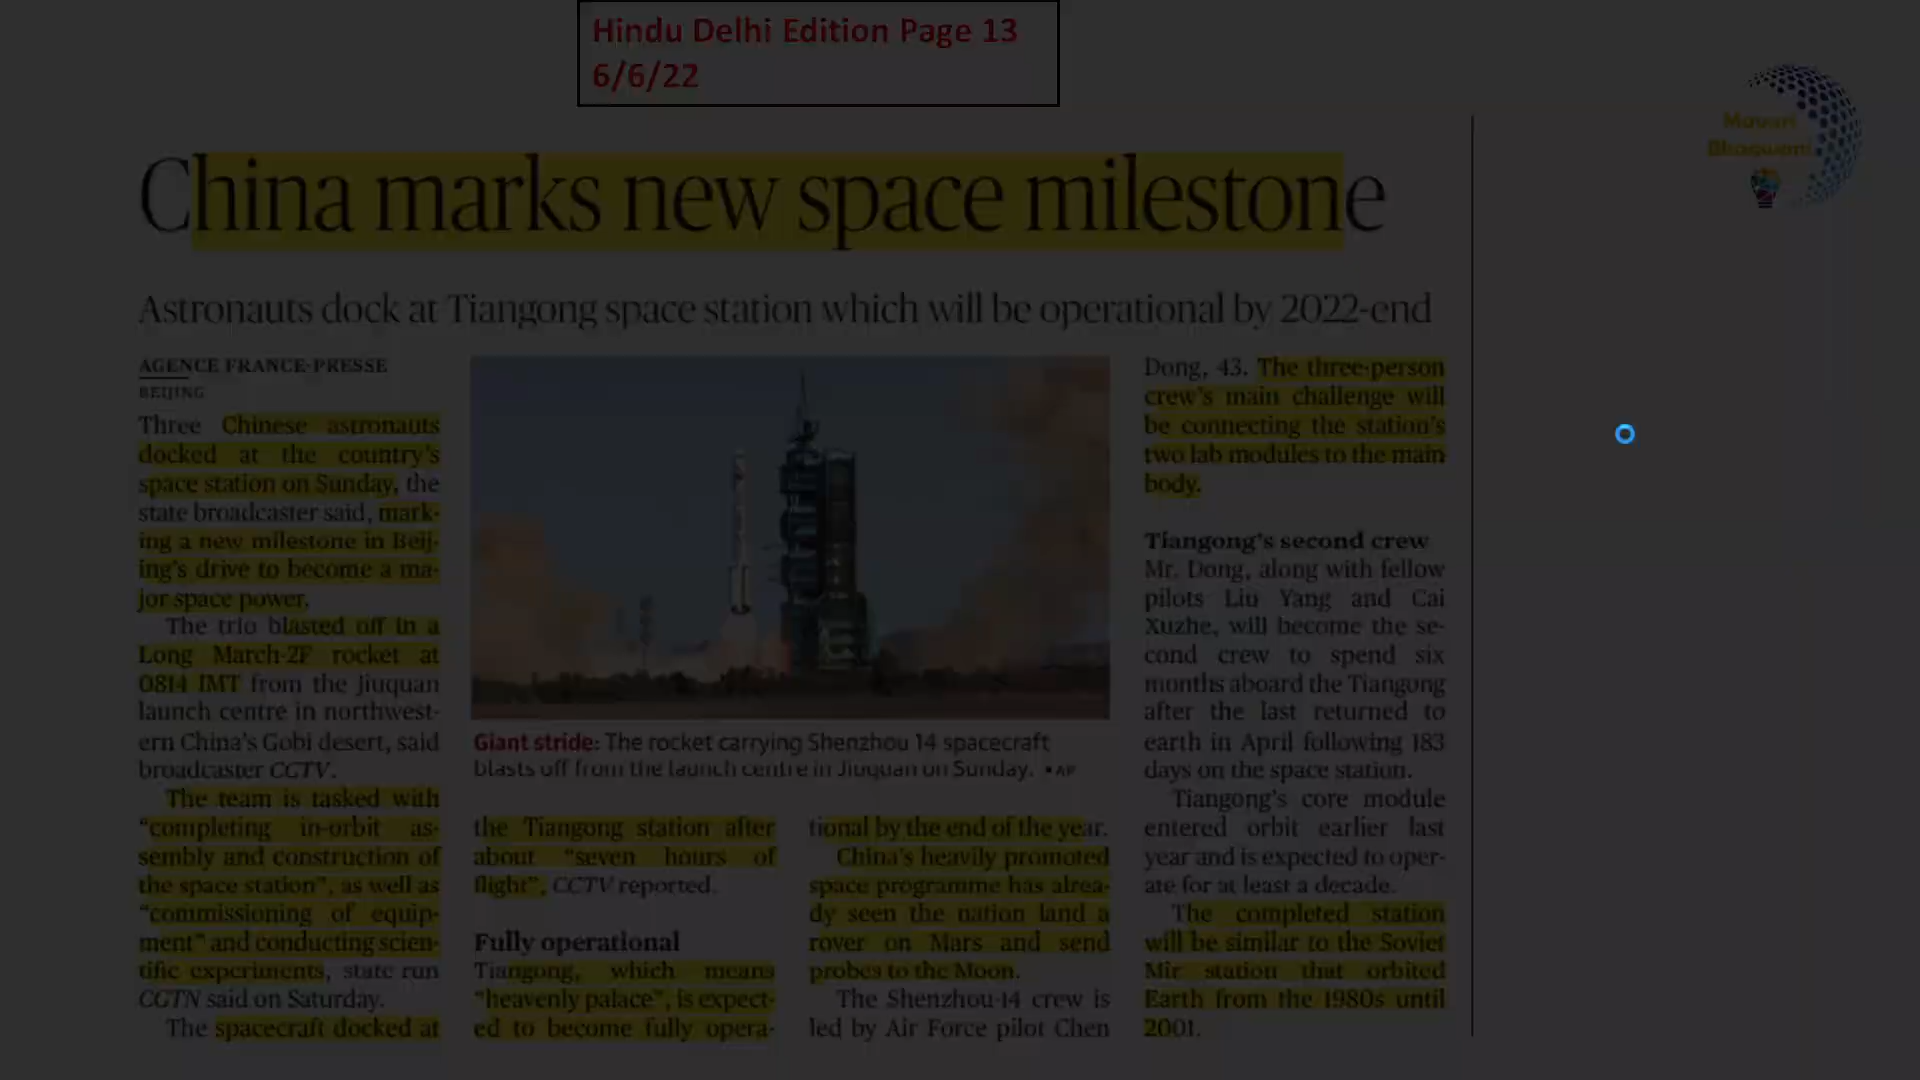 Hindu Delhi Edition Page 13
6/6/22
Mayuri
Bhagwani
China marks new space milestone
Astronauts dock at Tiangong space station which will be operational by 2022-end
AGENCE FRANCE-PRESSE
BEIJING
Three Chinese astronauts
docked at the country's
space station on Sunday, the
state broadcaster said, mark-
ing a new milestone in Beij-
ing's drive to become a ma-
jor space power.
The trio blasted off in a
Long March-2F rocket at
0814 IMT from the Jiuquan
launch centre in northwest-
ern China's Gobi desert, said
broadcaster CCTV.
The team is tasked with
“completing in-orbit as-
sembly and construction of
the space station”, as well as
“commissioning of equip-
ment” and conducting scien-
tific experiments, state run
CGTN said on Saturday.
The spacecraft docked at
Giant stride: The rocket carrying Shenzhou 14 spacecraft
blasts off from the launch centre in Jiuquan on Sunday. • AP
the Tiangong station after
about “seven hours of
flight”, CCTV reported.
Fully operational
Tiangong, which means
“heavenly palace”, is expect-
ed to become fully opera-
tional by the end of the year.
China's heavily promoted
space programme has alrea-
dy seen the nation land a
rover on Mars and send
probes to the Moon.
The Shenzhou-14 crew is
led by Air Force pilot Chen
Dong, 43. The three-person
crew's main challenge will
be connecting the station's
two lab modules to the main
body.
Tiangong's second crew
Mr. Dong, along with fellow
pilots Liu Yang and Cai
Xuzhe, will become the se-
cond crew to spend six
months aboard the Tiangong
after the last returned to
earth in April following 183
days on the space station.
Tiangong's core module
entered orbit earlier last
year and is expected to oper-
ate for at least a decade.
The completed station
will be similar to the Soviet
Mir station that orbited
Earth from the 1980s until
2001.